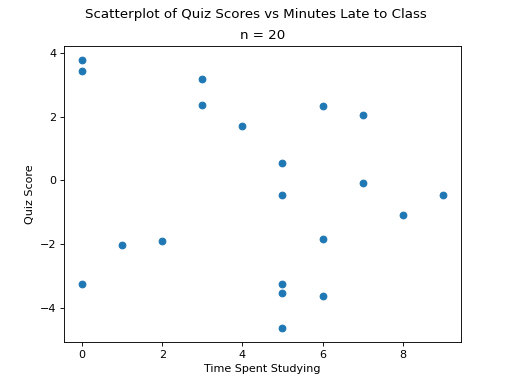 Scatterplot of Quiz Scores vs Minutes Late to Class
n = 20
4
2
0
−2
−4
Quiz Score
0 2 4 6 8
Time Spent Studying